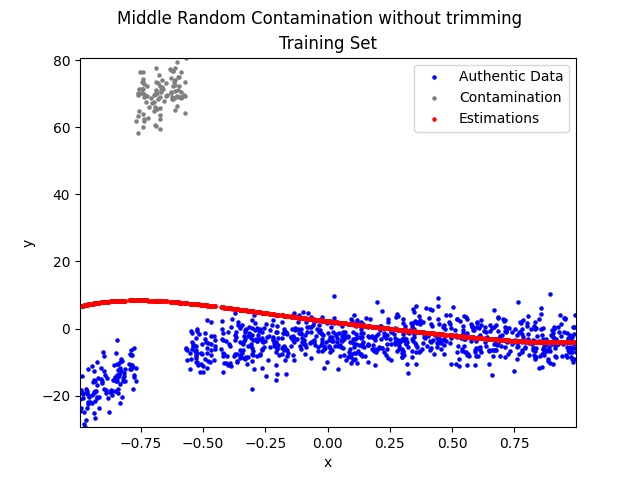 Middle Random Contamination without trimming
Training Set
Authentic Data
Contamination
Estimations
80
60
40
20
0
−20
y
−0.75
−0.50
−0.25
0.00
0.25
0.50
0.75
x